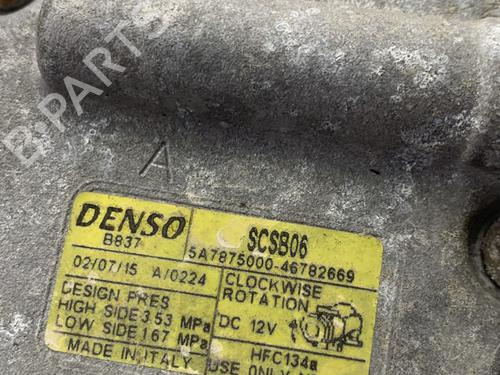 B-PARTS
A
DENSO
B837
SCSB06
5A7875000-46782669
02/07/15 A/0224
CLOCKWISE
ROTATION
DESIGN PRES
HIGH SIDE 3.53 MPa
LOW SIDE 1.67 MPa
DC 12V
MADE IN ITALY
HFC134a
USE ONLY